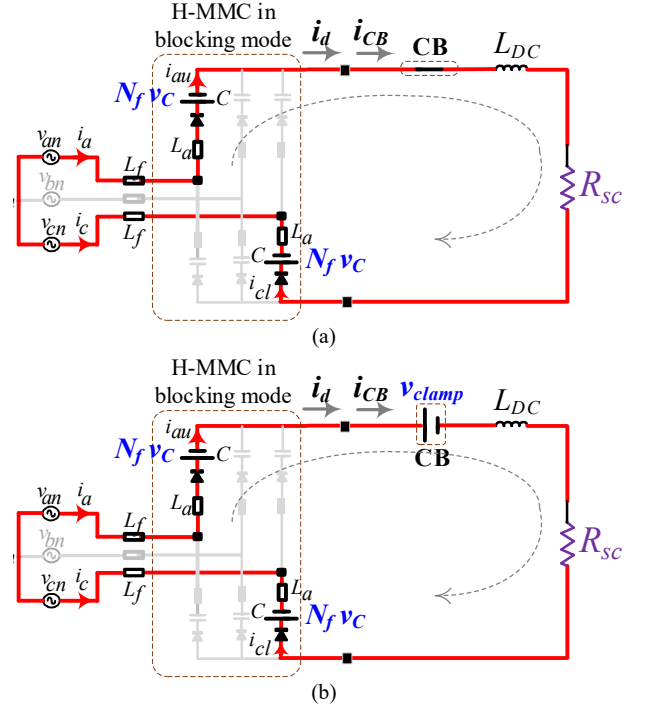 H-MMC in
blocking mode
i_d
i_CB
CB
L_DC
i_au
N_f v_C
C
v_an
i_a
L_f
L_a
v_bn
R_sc
v_cn
i_c
L_f
L_a
C
N_f v_C
i_cl
(a)
H-MMC in
blocking mode
i_d
i_CB
v_clamp
L_DC
i_au
CB
N_f v_C
C
v_an
i_a
L_f
L_a
v_bn
R_sc
v_cn
i_c
L_f
L_a
C
N_f v_C
i_cl
(b)